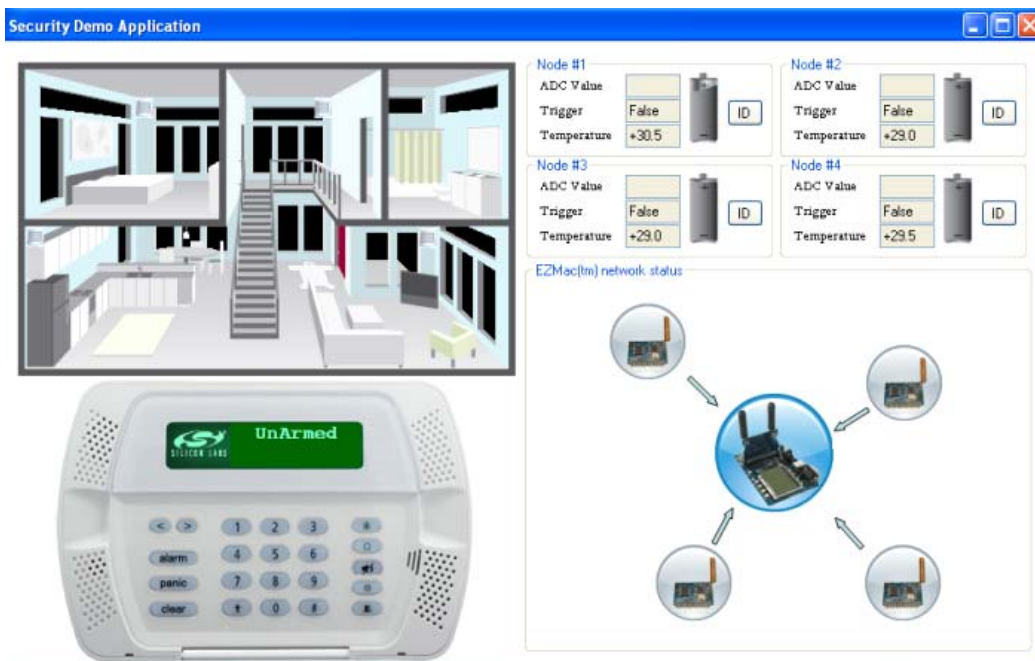 Security Demo Application
Node #1
ADC Value
Trigger False
Temperature +30.5
ID
Node #2
ADC Value
Trigger False
Temperature +29.0
ID
Node #3
ADC Value
Trigger False
Temperature +29.0
ID
Node #4
ADC Value
Trigger False
Temperature +29.5
ID
EZMac(tm) network status
UnArmed
SILICON LABS
< > 1 2 3
alarm 4 5 6
panic 7 8 9
clear * 0 #